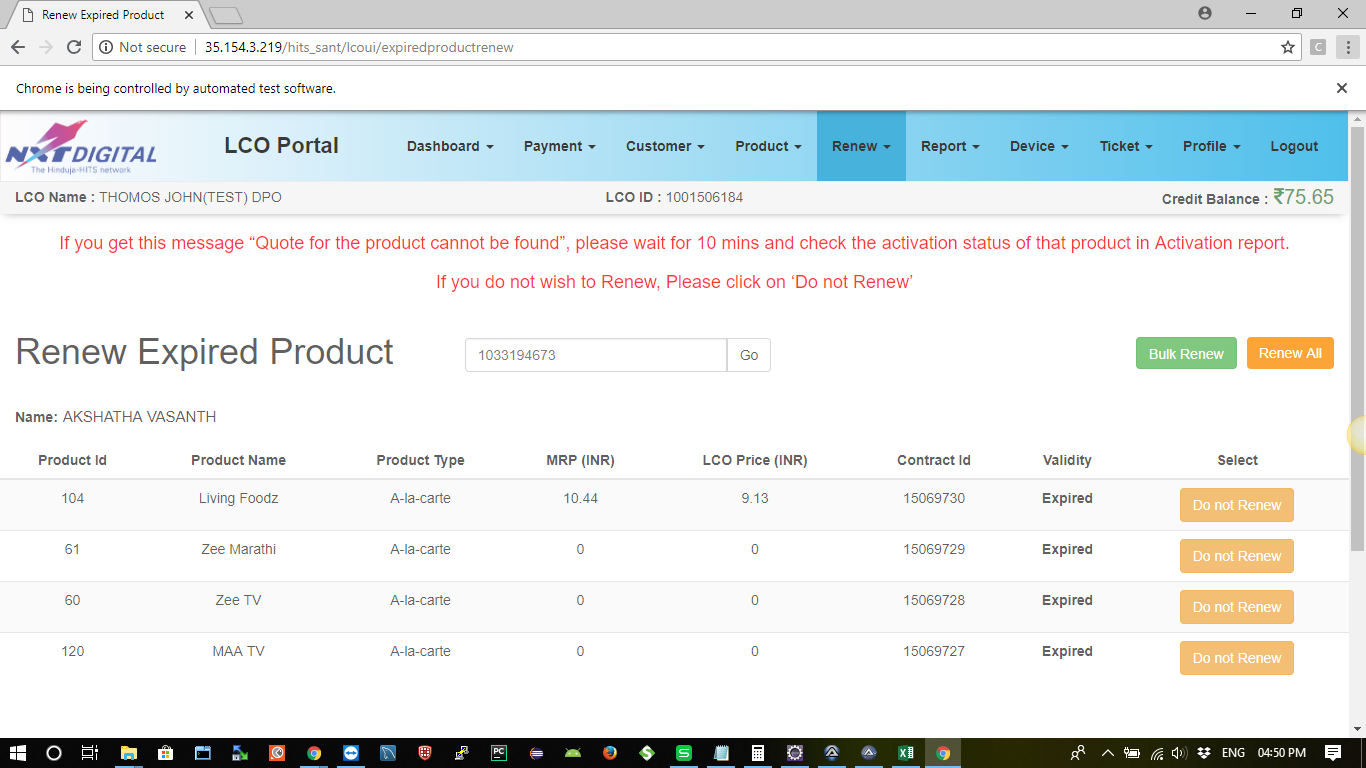 Renew Expired Product
Not secure 35.154.3.219/hits_sant/lcoui/expiredproductrenew
C
Chrome is being controlled by automated test software.
NXT DIGITAL
The Hinduja-HITS network
LCO Portal
Dashboard Payment Customer Product Renew Report Device Ticket Profile Logout
LCO Name : THOMOS JOHN(TEST) DPO LCO ID : 1001506184 Credit Balance : ₹75.65
If you get this message “Quote for the product cannot be found”, please wait for 10 mins and check the activation status of that product in Activation report.
If you do not wish to Renew, Please click on ‘Do not Renew’
Renew Expired Product 1033194673 Go Bulk Renew Renew All
Name: AKSHATHA VASANTH
Product Id Product Name Product Type MRP (INR) LCO Price (INR) Contract Id Validity Select
104 Living Foodz A-la-carte 10.44 9.13 15069730 Expired Do not Renew
61 Zee Marathi A-la-carte 0 0 15069729 Expired Do not Renew
60 Zee TV A-la-carte 0 0 15069728 Expired Do not Renew
120 MAA TV A-la-carte 0 0 15069727 Expired Do not Renew
PC S ENG 04:50 PM